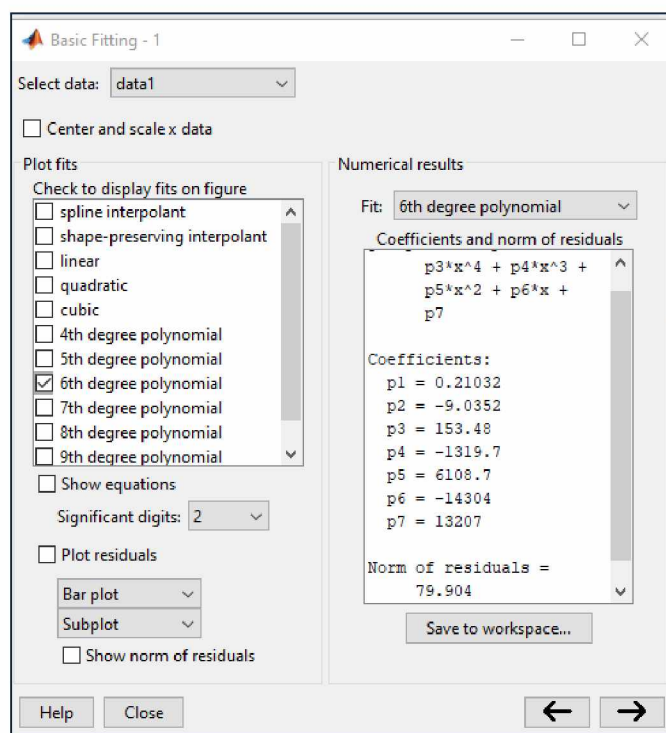 Basic Fitting - 1
Select data: data1
Center and scale x data
Plot fits
Check to display fits on figure
spline interpolant
shape-preserving interpolant
linear
quadratic
cubic
4th degree polynomial
5th degree polynomial
6th degree polynomial
7th degree polynomial
8th degree polynomial
9th degree polynomial
Show equations
Significant digits: 2
Plot residuals
Bar plot
Subplot
Show norm of residuals
Numerical results
Fit: 6th degree polynomial
Coefficients and norm of residuals
p3*x^4 + p4*x^3 +
p5*x^2 + p6*x +
p7
Coefficients:
p1 = 0.21032
p2 = -9.0352
p3 = 153.48
p4 = -1319.7
p5 = 6108.7
p6 = -14304
p7 = 13207
Norm of residuals =
79.904
Save to workspace...
Help Close